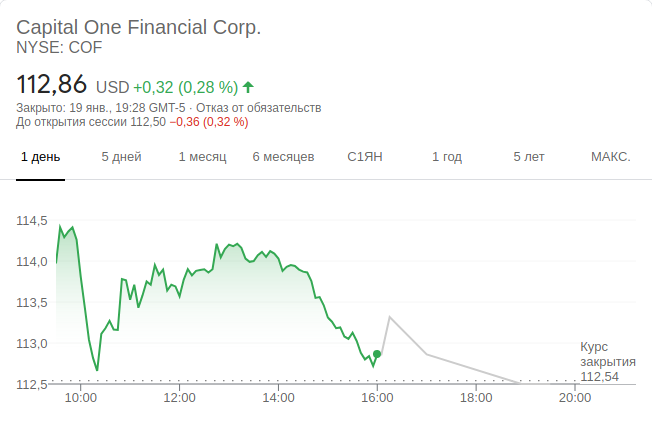 Capital One Financial Corp.
NYSE: COF
112,86 USD +0,32 (0,28 %)
Закрыто: 19 янв., 19:28 GMT-5 · Отказ от обязательств
До открытия сессии 112,50 −0,36 (0,32 %)
1 день 5 дней 1 месяц 6 месяцев С1ЯН 1 год 5 лет МАКС.
114,5
114,0
113,5
113,0
112,5
Курс
закрытия
112,54
10:00 12:00 14:00 16:00 18:00 20:00